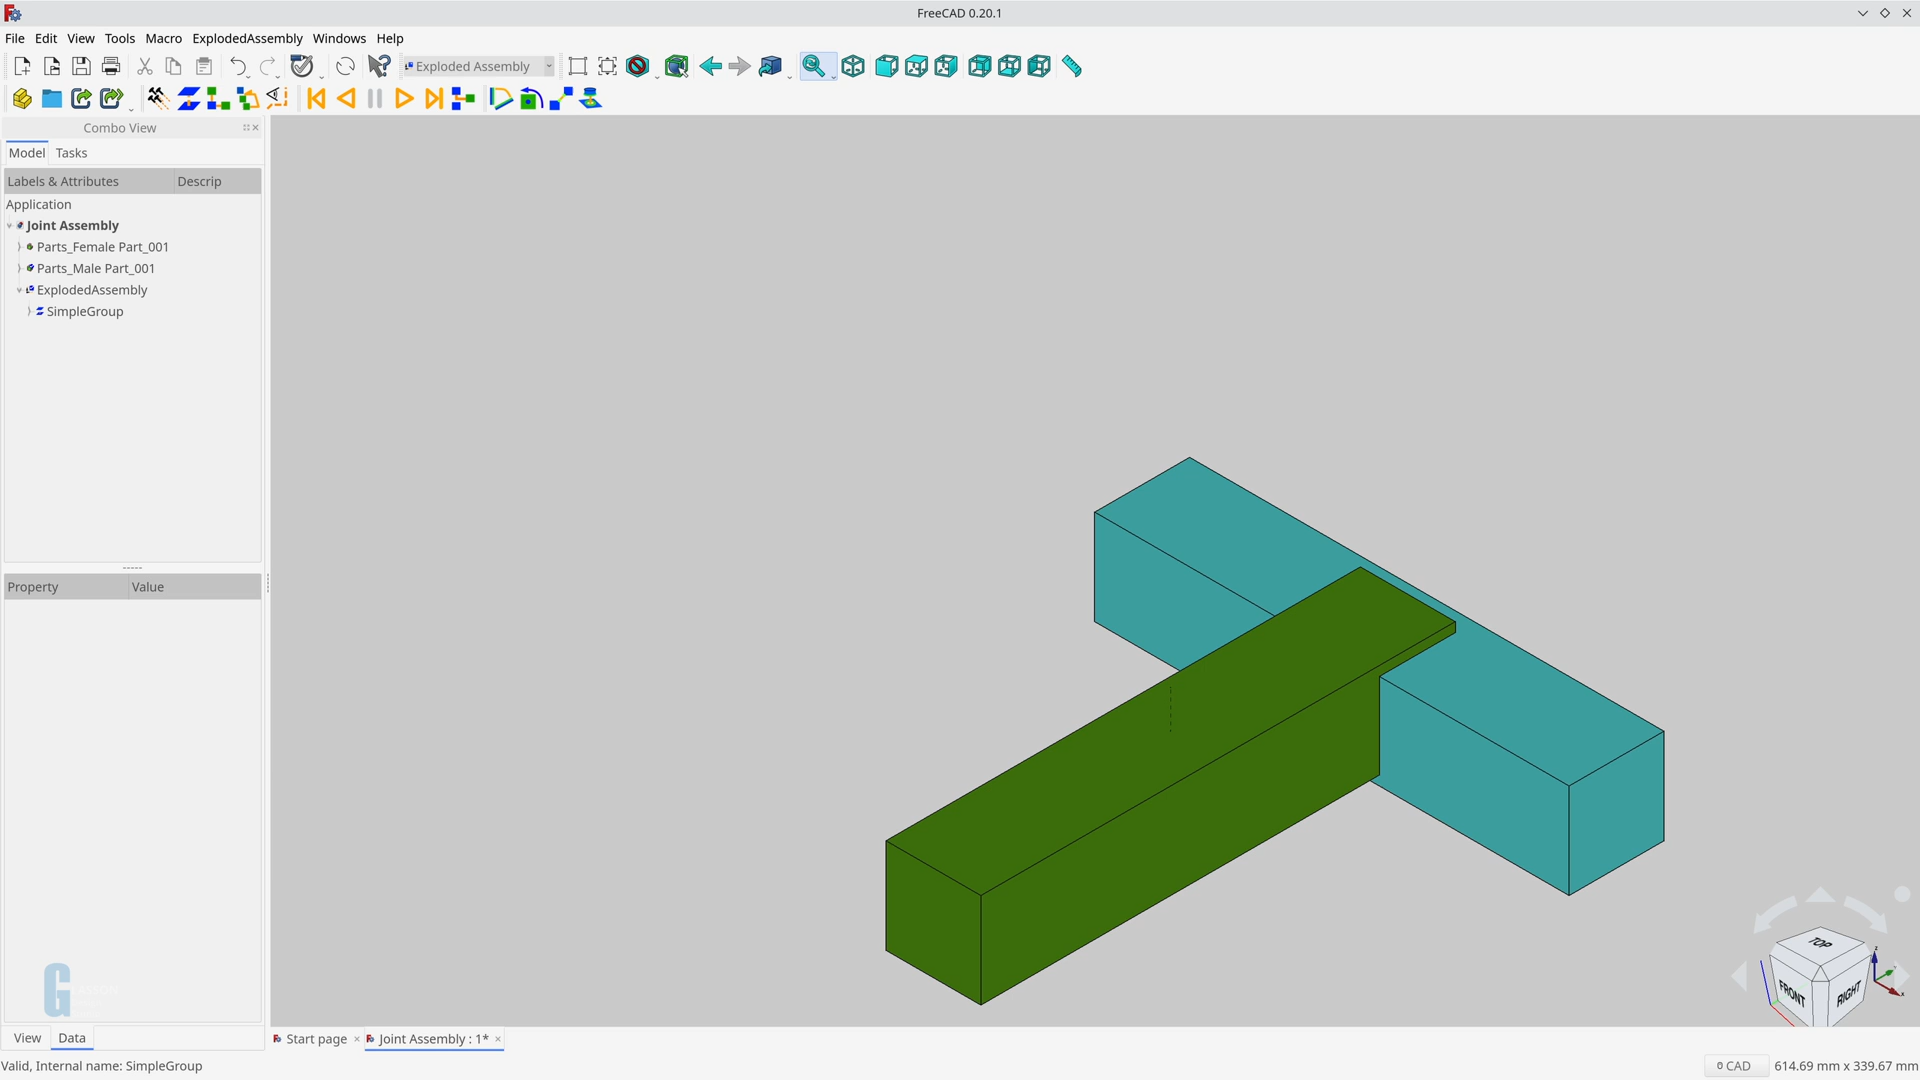 FreeCAD 0.20.1
File Edit View Tools Macro ExplodedAssembly Windows Help
Exploded Assembly
Combo View
Model Tasks
Labels & Attributes Descrip
Application
Joint Assembly
Parts_Female Part_001
Parts_Male Part_001
ExplodedAssembly
SimpleGroup
Property Value
TOP
FRONT RIGHT
View Data
Start page Joint Assembly : 1*
Valid, Internal name: SimpleGroup
CAD 614.69 mm x 339.67 mm